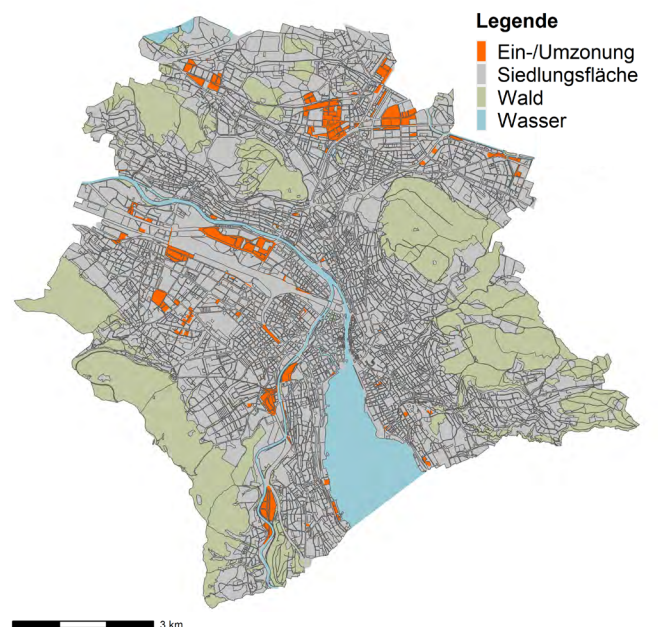 Legende
Ein-/Umzonung
Siedlungsfläche
Wald
Wasser
3 km